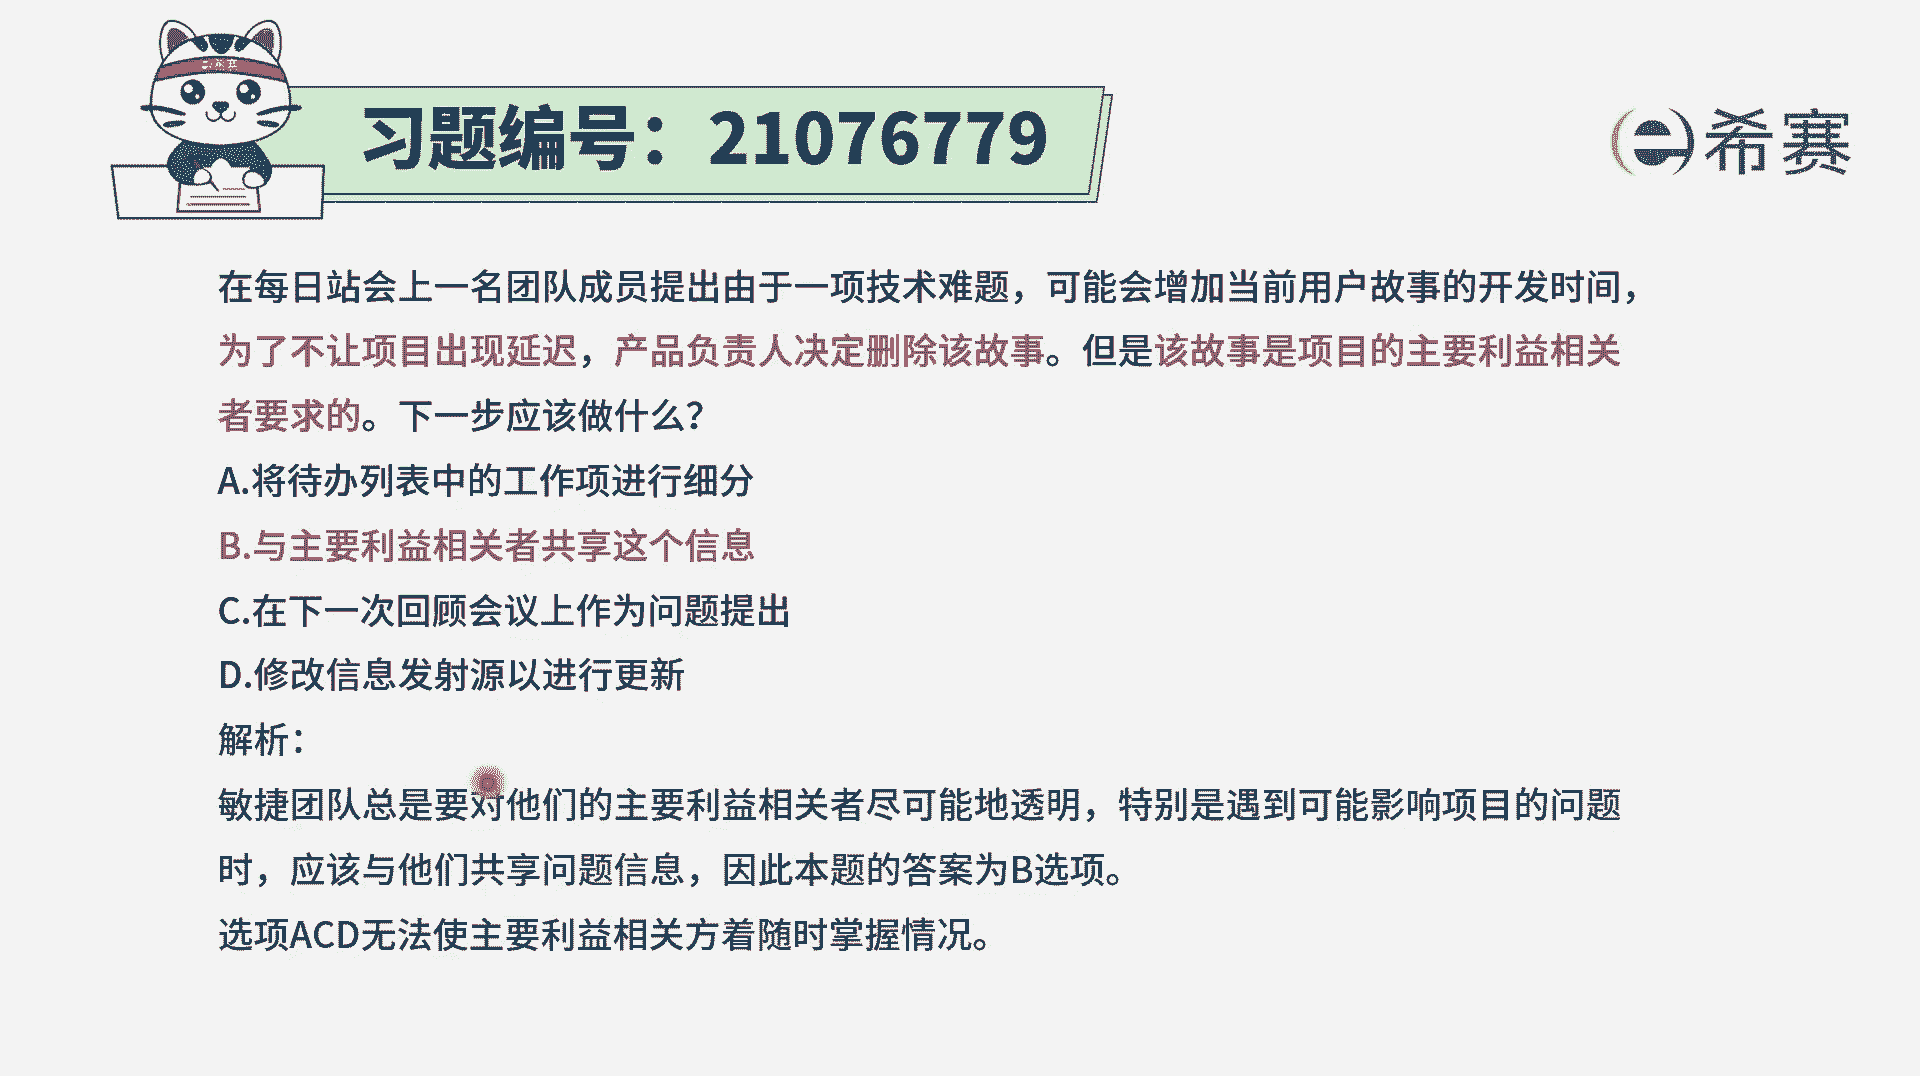 希赛
习题编号：21076779
希赛
在每日站会上一名团队成员提出由于一项技术难题，可能会增加当前用户故事的开发时间，
为了不让项目出现延迟，产品负责人决定删除该故事。但是该故事是项目的主要利益相关
者要求的。下一步应该做什么？
A.将待办列表中的工作项进行细分
B.与主要利益相关者共享这个信息
C.在下一次回顾会议上作为问题提出
D.修改信息发射源以进行更新
解析：
敏捷团队总是要对他们的主要利益相关者尽可能地透明，特别是遇到可能影响项目的问题
时，应该与他们共享问题信息，因此本题的答案为B选项。
选项ACD无法使主要利益相关方着随时掌握情况。